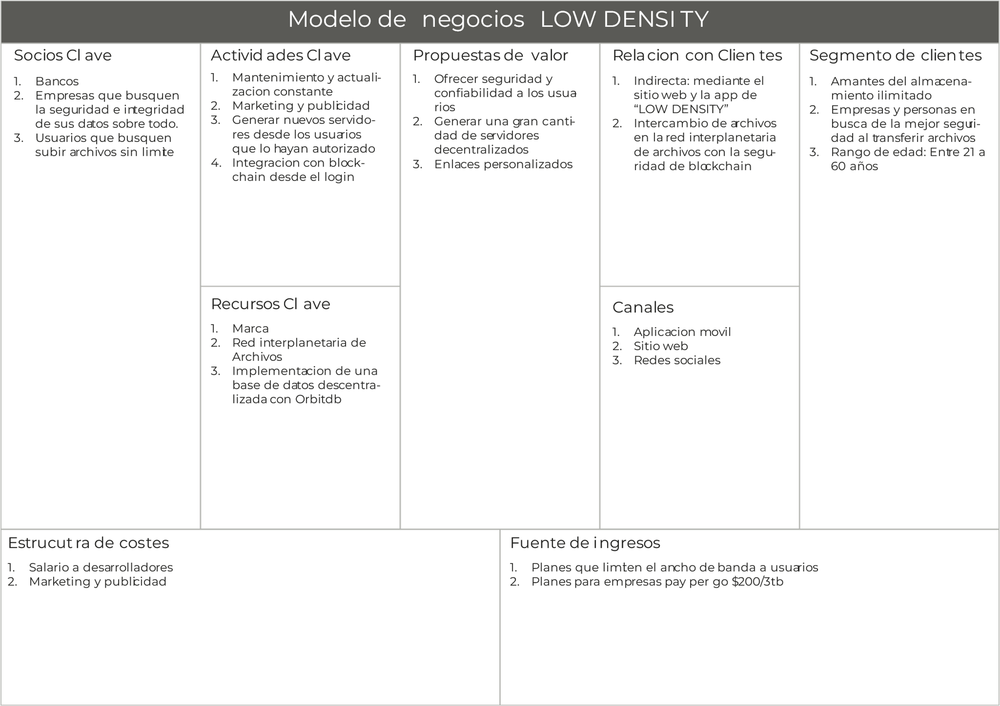 Modelo de negocios LOW DENSITY
Socios Clave
1. Bancos
2. Empresas que busquen
la seguridad e integridad
de sus datos sobre todo.
3. Usuarios que busquen
subir archivos sin limite
Actividades Clave
1. Mantenimiento y actuali-
zacion constante
2. Marketing y publicidad
3. Generar nuevos servido-
res desde los usuarios
que lo hayan autorizado
4. Integracion con block-
chain desde el login
Recursos Clave
1. Marca
2. Red interplanetaria de
Archivos
3. Implementacion de una
base de datos descentra-
lizada con Orbitdb
Propuestas de valor
1. Ofrecer seguridad y
confiabilidad a los usua
rios
2. Generar una gran canti-
dad de servidores
decentralizados
3. Enlaces personalizados
Relacion con Clientes
1. Indirecta: mediante el
sitio web y la app de
“LOW DENSITY”
2. Intercambio de archivos
en la red interplanetaria
de archivos con la segu-
ridad de blockchain
Canales
1. Aplicacion movil
2. Sitio web
3. Redes sociales
Segmento de clientes
1. Amantes del almacena-
miento ilimitado
2. Empresas y personas en
busca de la mejor seguri-
dad al transferir archivos
3. Rango de edad: Entre 21 a
60 años
Estrucutra de costes
1. Salario a desarrolladores
2. Marketing y publicidad
Fuente de ingresos
1. Planes que limiten el ancho de banda a usuarios
2. Planes para empresas pay per go $200/3tb